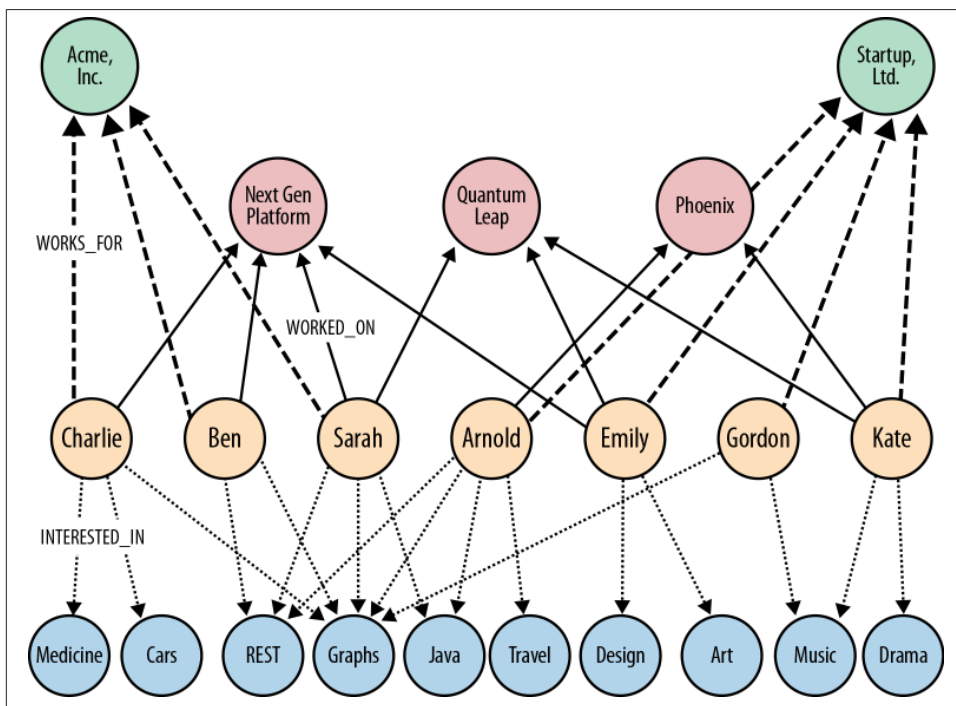 Acme,
Inc.
Startup,
Ltd.
Next Gen
Platform
Quantum
Leap
Phoenix
WORKS_FOR
WORKED_ON
Charlie
Ben
Sarah
Arnold
Emily
Gordon
Kate
INTERESTED_IN
Medicine
Cars
REST
Graphs
Java
Travel
Design
Art
Music
Drama